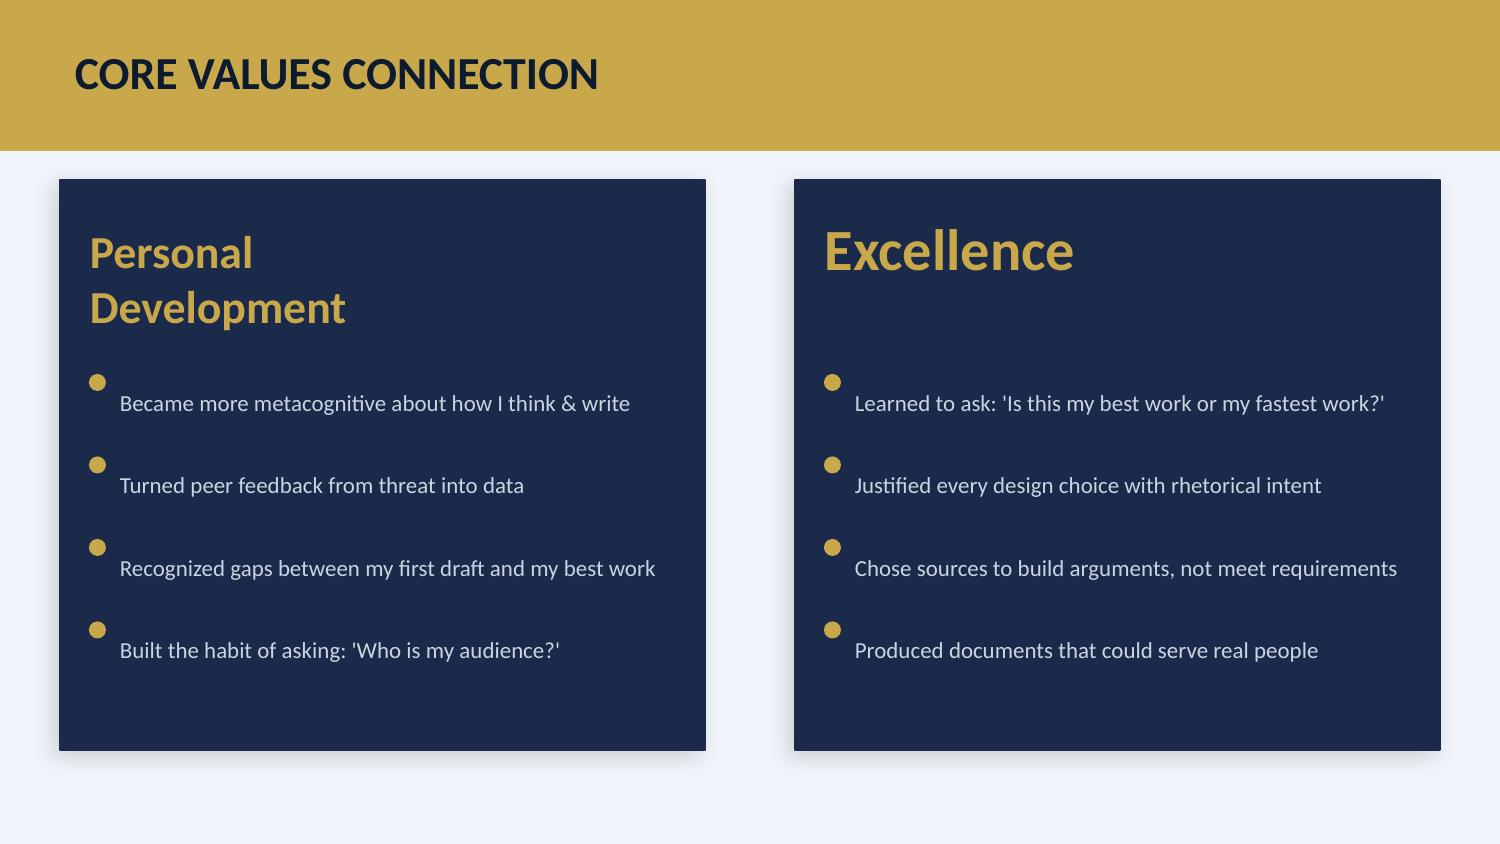 CORE VALUES CONNECTION
Personal
Development
Became more metacognitive about how I think & write
Turned peer feedback from threat into data
Recognized gaps between my first draft and my best work
Built the habit of asking: 'Who is my audience?'
Excellence
Learned to ask: 'Is this my best work or my fastest work?'
Justified every design choice with rhetorical intent
Chose sources to build arguments, not meet requirements
Produced documents that could serve real people